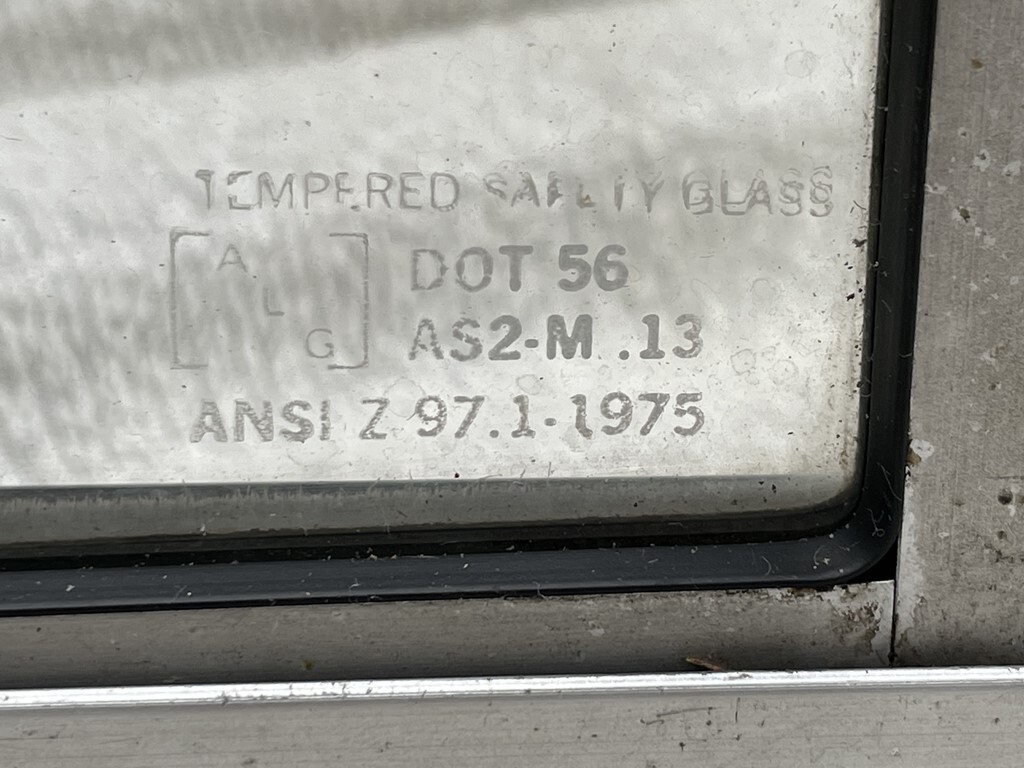 TEMPERED SAFETY GLASS
A
L
G
DOT 56
AS2-M .13
ANSI Z 97.1-1975